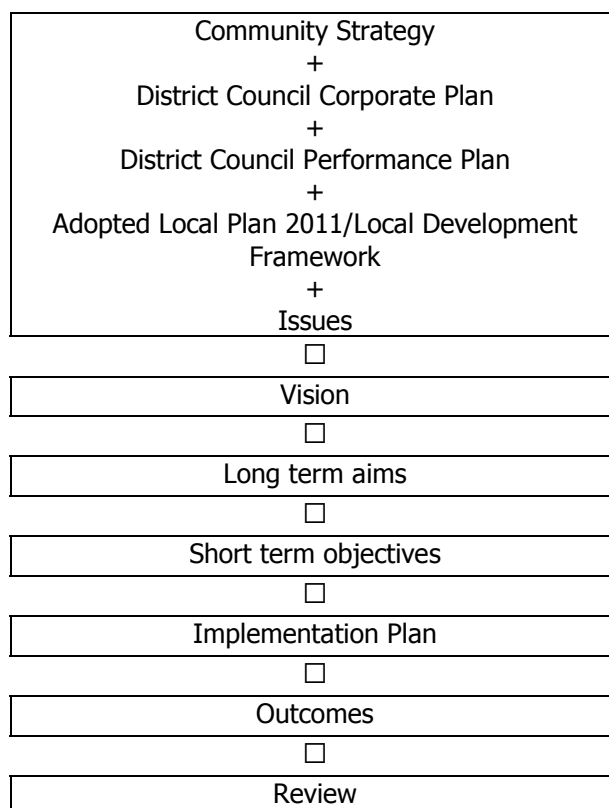 Community Strategy
+
District Council Corporate Plan
+
District Council Performance Plan
+
Adopted Local Plan 2011/Local Development
Framework
+
Issues
□
Vision
□
Long term aims
□
Short term objectives
□
Implementation Plan
□
Outcomes
□
Review